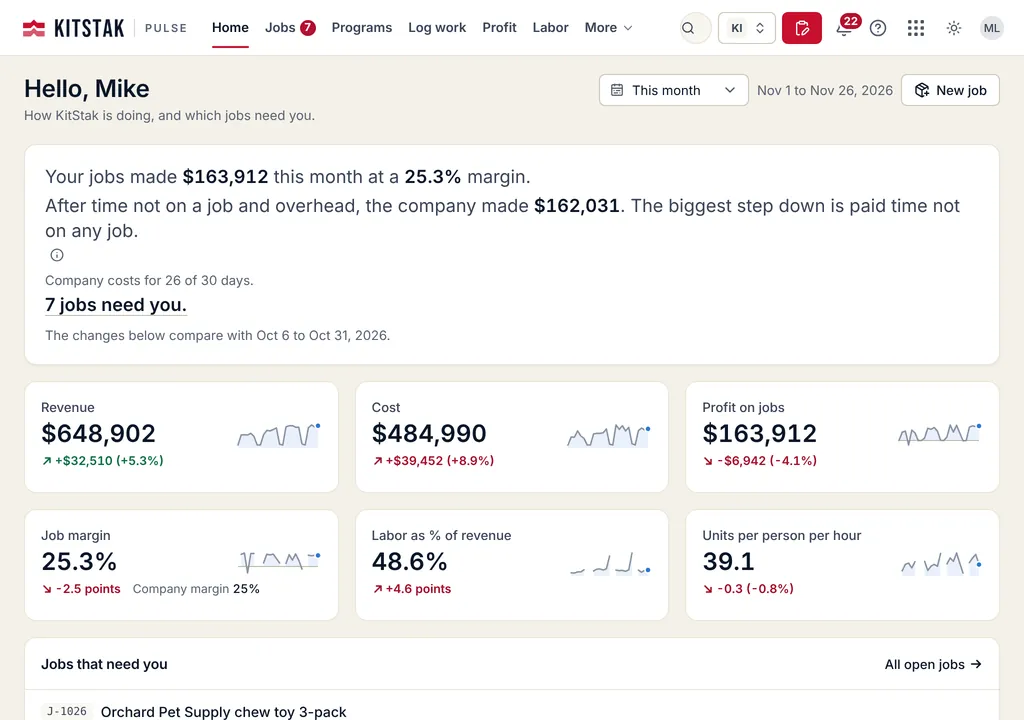 KITSTAK PULSE Home Jobs 7 Programs Log work Profit Labor More KI 22 ML
Hello, Mike
How KitStak is doing, and which jobs need you.
This month Nov 1 to Nov 26, 2026 New job
Your jobs made $163,912 this month at a 25.3% margin.
After time not on a job and overhead, the company made $162,031. The biggest step down is paid time not
on any job.
Company costs for 26 of 30 days.
7 jobs need you.
The changes below compare with Oct 6 to Oct 31, 2026.
Revenue
$648,902
+$32,510 (+5.3%)
Cost
$484,990
+$39,452 (+8.9%)
Profit on jobs
$163,912
-$6,942 (-4.1%)
Job margin
25.3%
-2.5 points Company margin 25%
Labor as % of revenue
48.6%
+4.6 points
Units per person per hour
39.1
-0.3 (-0.8%)
Jobs that need you All open jobs
J-1026 Orchard Pet Supply chew toy 3-pack